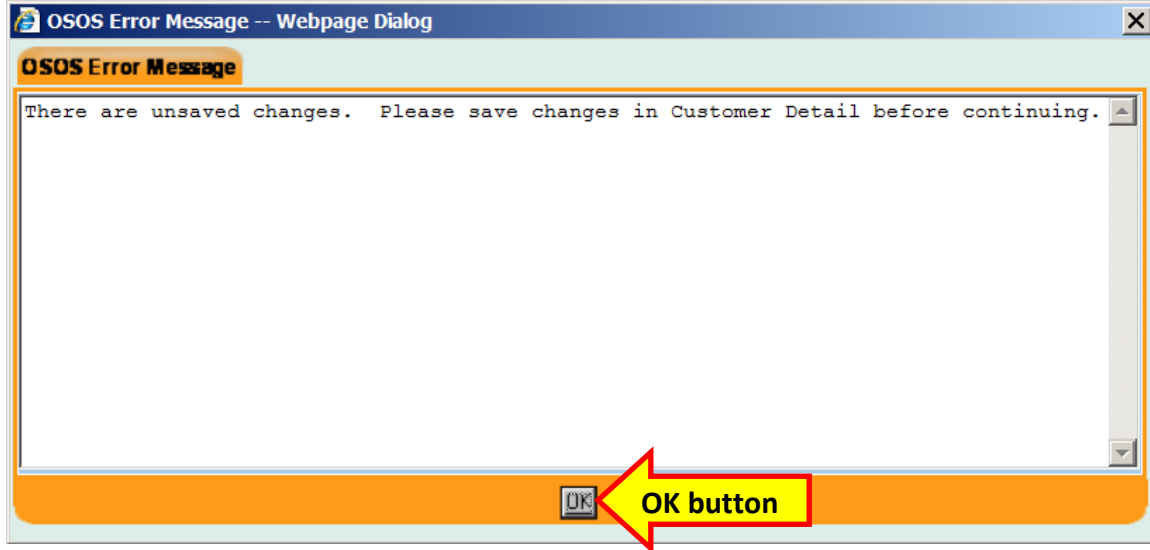 OSOS Error Message -- Webpage Dialog
OSOS Error Message
There are unsaved changes.  Please save changes in Customer Detail before continuing.
OK
OK button